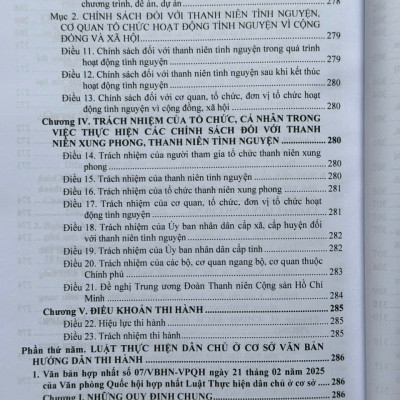 chương trình, đề án, dự án 278
Mục 2. CHÍNH SÁCH ĐỐI VỚI THANH NIÊN TÌNH NGUYỆN,
CƠ QUAN TỔ CHỨC HOẠT ĐỘNG TÌNH NGUYỆN VÌ CỘNG
ĐỒNG VÀ XÃ HỘI 279
Điều 11. Chính sách đối với thanh niên tình nguyện trong quá trình
hoạt động tình nguyện 279
Điều 12. Chính sách đối với thanh niên tình nguyện sau khi kết thúc
hoạt động tình nguyện 280
Điều 13. Chính sách đối với cơ quan, tổ chức, đơn vị tổ chức hoạt
động tình nguyện vì cộng đồng, xã hội 280
Chương IV. TRÁCH NHIỆM CỦA TỔ CHỨC, CÁ NHÂN TRONG
VIỆC THỰC HIỆN CÁC CHÍNH SÁCH ĐỐI VỚI THANH
NIÊN XUNG PHONG, THANH NIÊN TÌNH NGUYỆN 280
Điều 14. Trách nhiệm của người tham gia tổ chức thanh niên xung
phong 280
Điều 15. Trách nhiệm của thanh niên tình nguyện 281
Điều 16. Trách nhiệm của tổ chức thanh niên xung phong 281
Điều 17. Trách nhiệm của cơ quan, tổ chức, đơn vị tổ chức hoạt
động tình nguyện 281
Điều 18. Trách nhiệm của Ủy ban nhân dân cấp xã, cấp huyện đối
với thanh niên tình nguyện 282
Điều 19. Trách nhiệm của Ủy ban nhân dân cấp tỉnh 282
Điều 20. Trách nhiệm của các bộ, cơ quan ngang bộ, cơ quan thuộc
Chính phủ 283
Điều 21. Đề nghị Trung ương Đoàn Thanh niên Cộng sản Hồ Chí
Minh 284
Chương V. ĐIỀU KHOẢN THI HÀNH 285
Điều 22. Hiệu lực thi hành 285
Điều 23. Trách nhiệm thi hành 285
Phần thứ năm. LUẬT THỰC HIỆN DÂN CHỦ Ở CƠ SỞ VĂN BẢN
HƯỚNG DẪN THI HÀNH 286
1. Văn bản hợp nhất số 07/VBHN-VPQH ngày 21 tháng 02 năm 2025
của Văn phòng Quốc hội hợp nhất Luật Thực hiện dân chủ ở cơ sở 286
Chương I. NHỮNG QUY ĐỊNH CHUNG 286